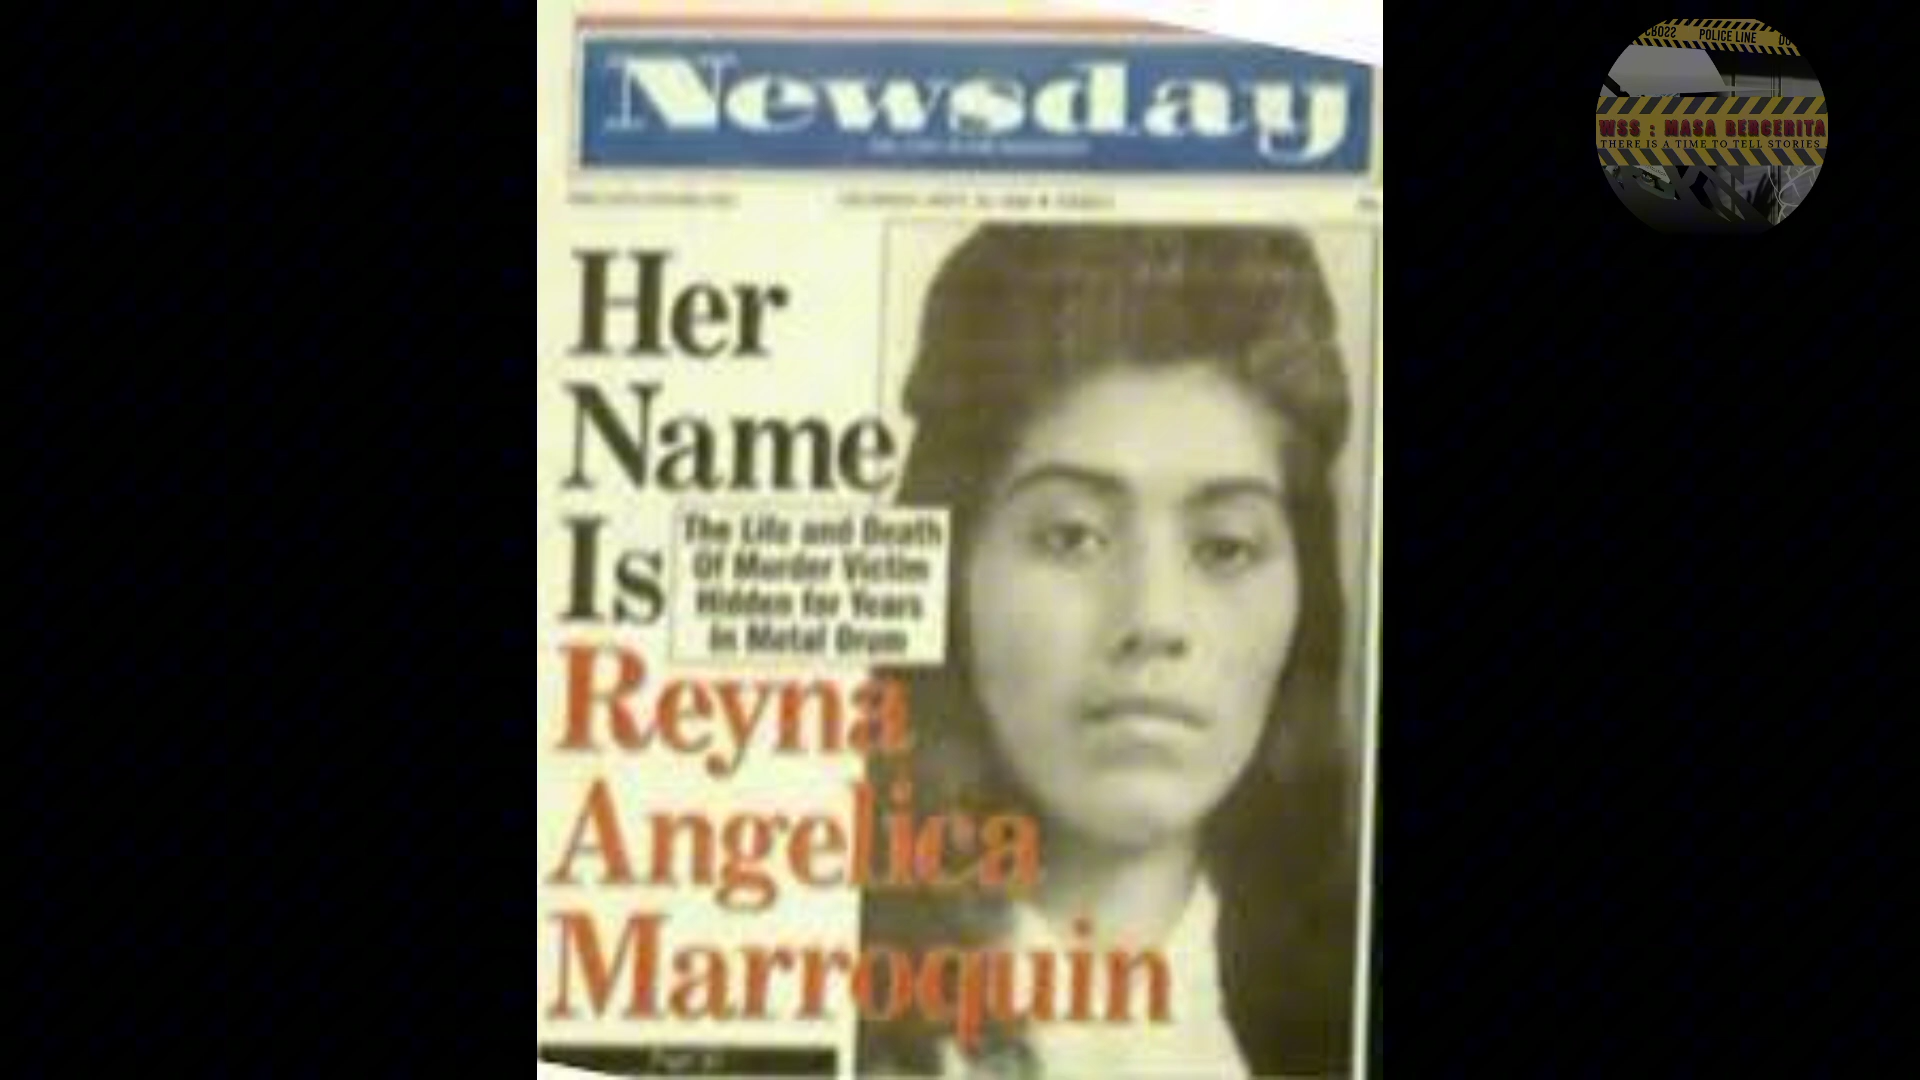 Newsday
Her
Name
Is
The Life and Death
Of Murder Victim
Hidden for Years
in Metal Drum
Reyna
Angelica
Marroquin
POLICE LINE
WSS : MASA BERCERITA
THERE IS A TIME TO TELL STORIES